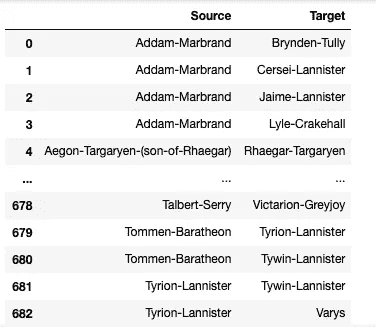 Source Target
0 Addam-Marbrand Brynden-Tully
1 Addam-Marbrand Cersei-Lannister
2 Addam-Marbrand Jaime-Lannister
3 Addam-Marbrand Lyle-Crakehall
4 Aegon-Targaryen-(son-of-Rhaegar) Rhaegar-Targaryen
... ... ...
678 Talbert-Serry Victarion-Greyjoy
679 Tommen-Baratheon Tyrion-Lannister
680 Tommen-Baratheon Tywin-Lannister
681 Tyrion-Lannister Tywin-Lannister
682 Tyrion-Lannister Varys